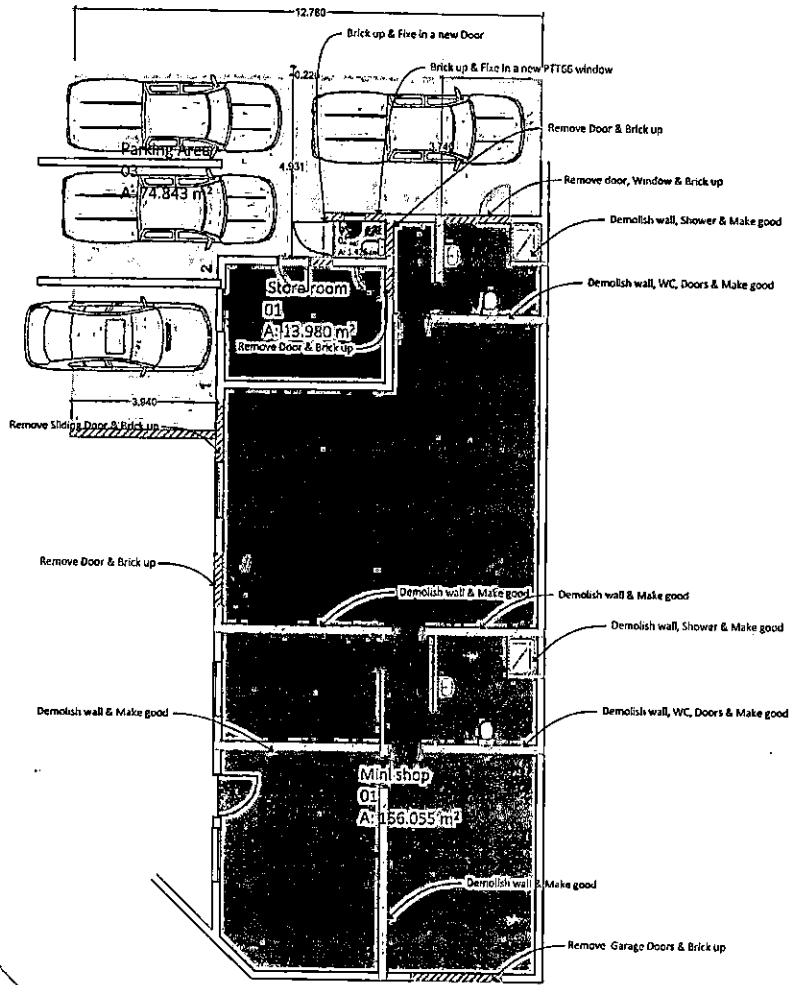 12.780
Brick up & Fixe in a new Door
0.220
Brick up & Fixe in a new PTT66 window
Remove Door & Brick up
3.740
Parking Area
03
4.931
A: 74.843 m²
Remove door, Window & Brick up
Demolish wall, Shower & Make good
2
Demolish wall, WC, Doors & Make good
Store room
01
A: 13.980 m²
Remove Door & Brick up
1
3.940
Remove Sliding Door & Brick up
Remove Door & Brick up
Demolish wall & Make good
Demolish wall & Make good
Demolish wall, Shower & Make good
Demolish wall & Make good
Demolish wall, WC, Doors & Make good
Mini shop
01
A: 156.055 m²
Demolish wall & Make good
Remove Garage Doors & Brick up